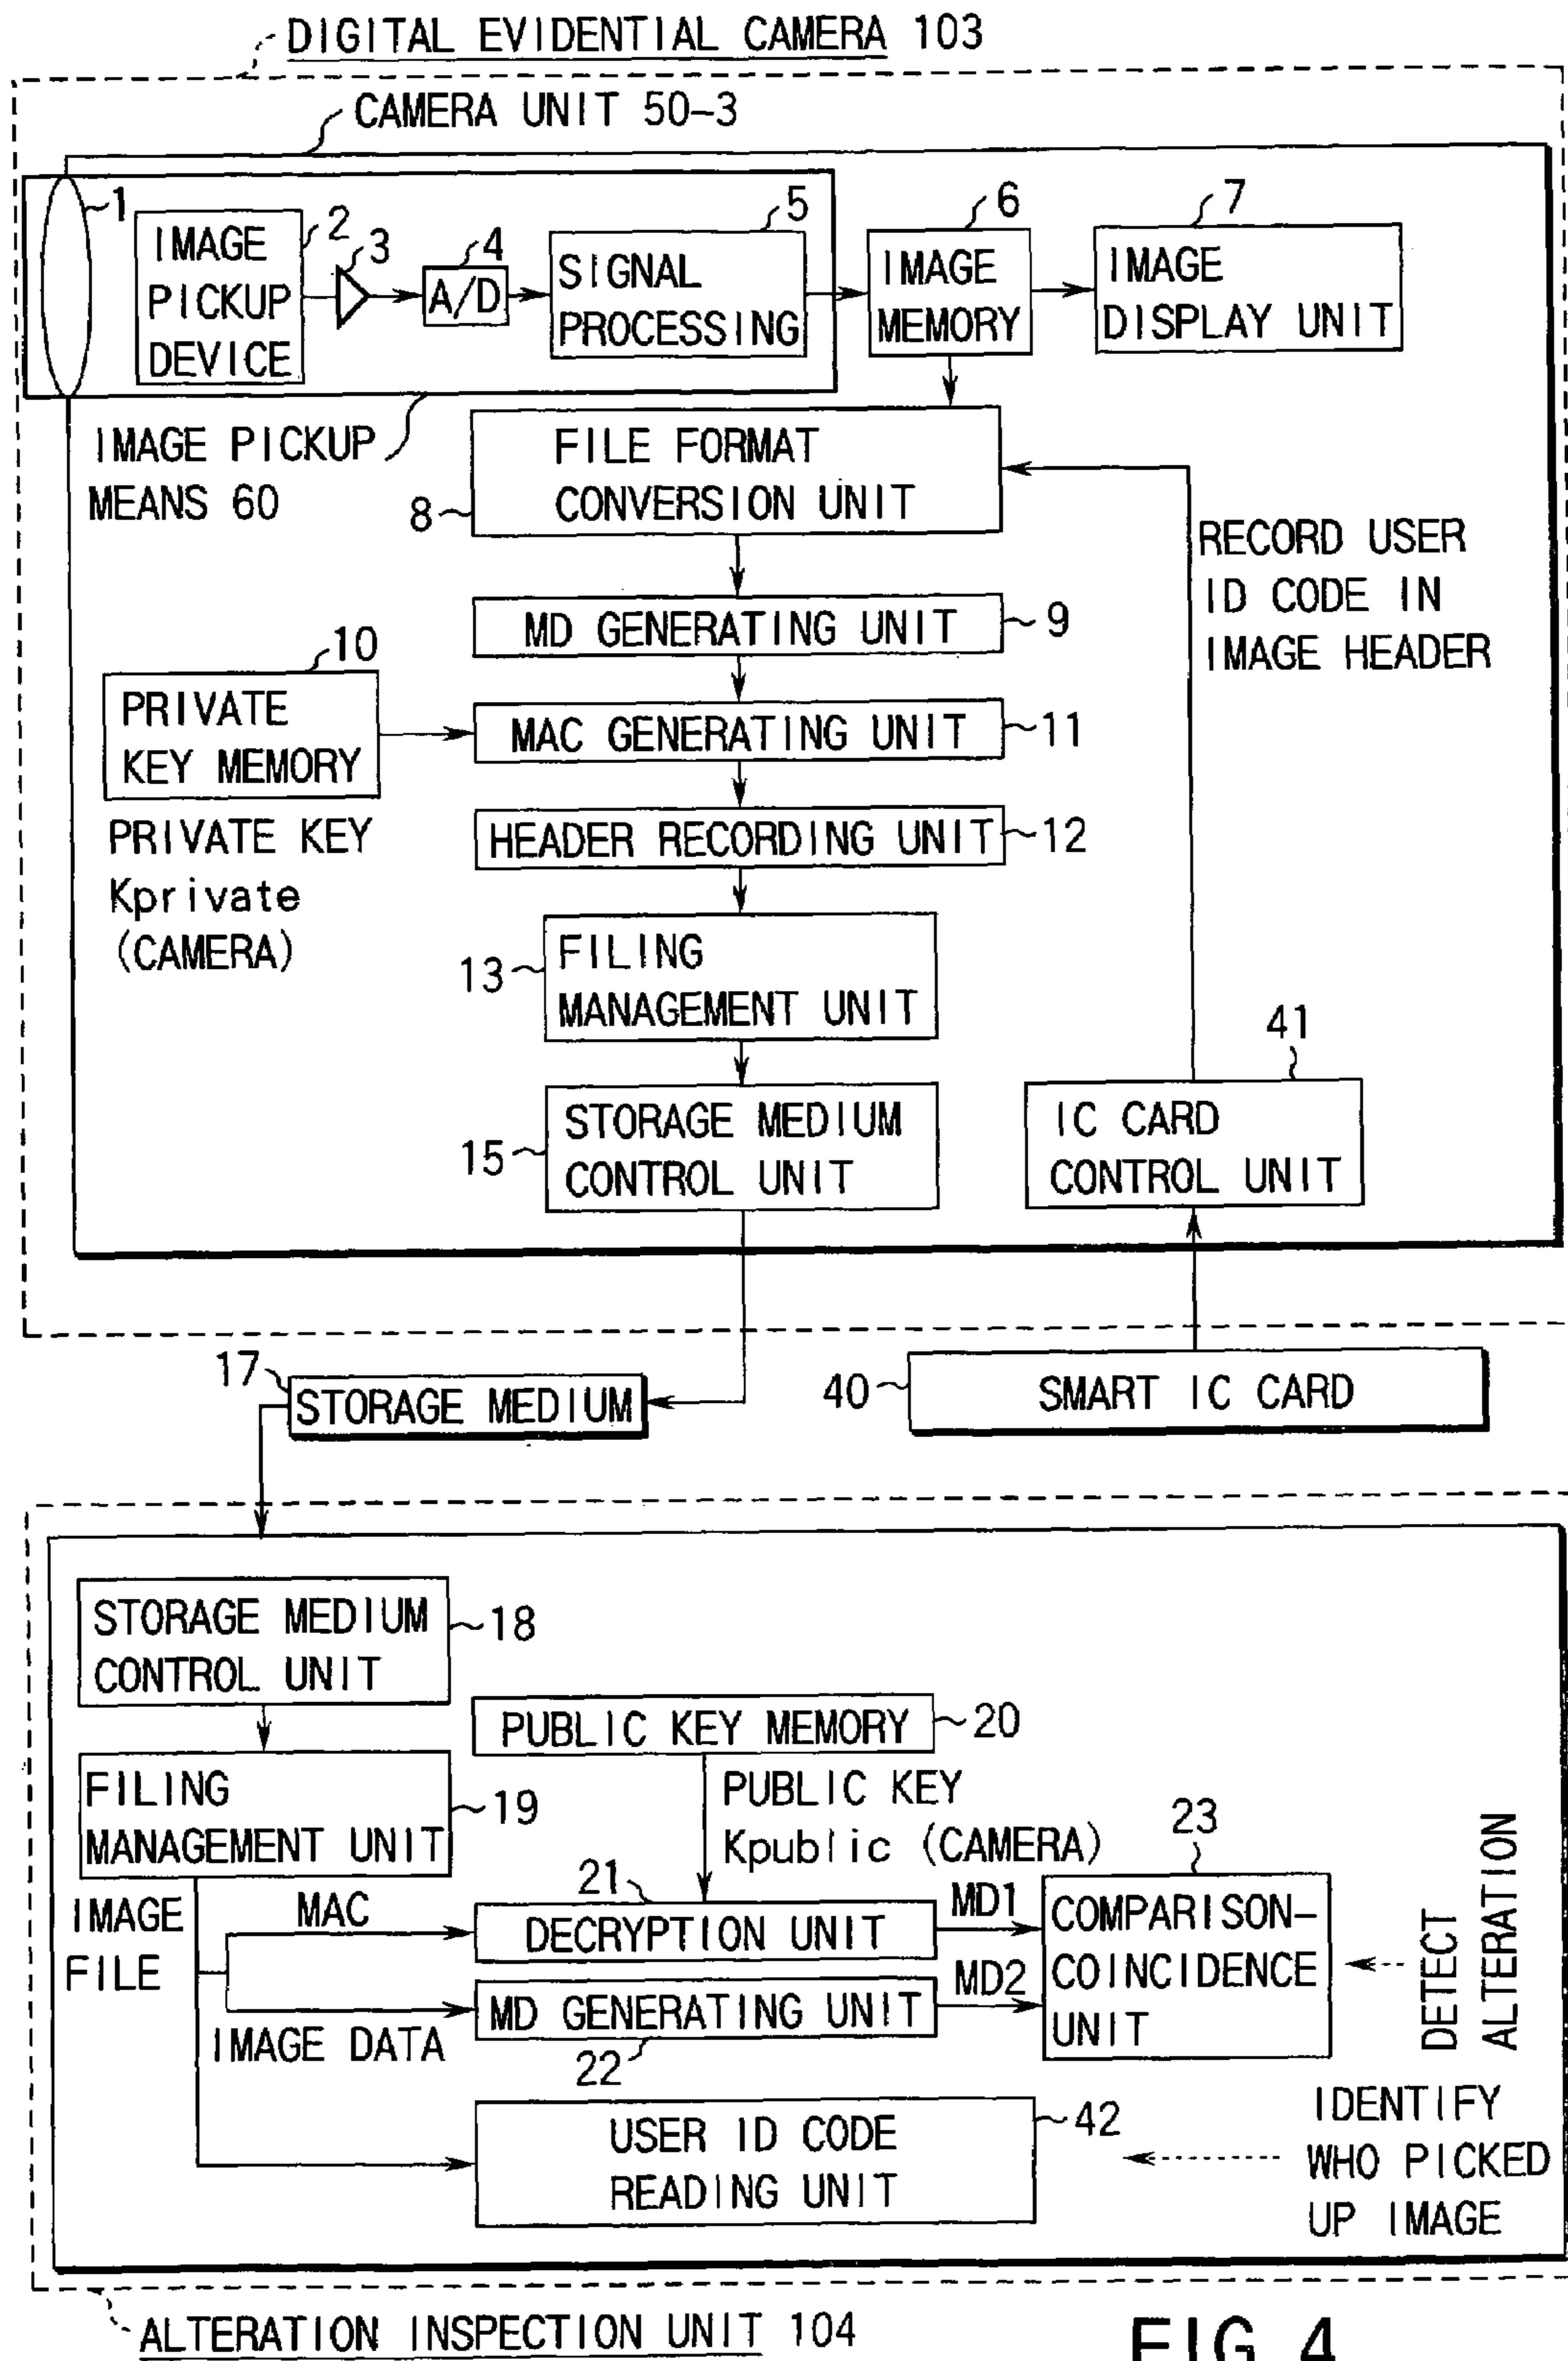 DIGITAL EVIDENTIAL CAMERA 103
CAMERA UNIT 50-3
1
IMAGE
PICKUP
DEVICE
2
3
4
A/D
5
SIGNAL
PROCESSING
6
IMAGE
MEMORY
7
IMAGE
DISPLAY UNIT
IMAGE PICKUP
MEANS 60
8
FILE FORMAT
CONVERSION UNIT
RECORD USER
ID CODE IN
IMAGE HEADER
MD GENERATING UNIT
9
10
PRIVATE
KEY MEMORY
MAC GENERATING UNIT
11
PRIVATE KEY
Kprivate
(CAMERA)
HEADER RECORDING UNIT
12
13
FILING
MANAGEMENT UNIT
15
STORAGE MEDIUM
CONTROL UNIT
41
IC CARD
CONTROL UNIT
17
STORAGE MEDIUM
40
SMART IC CARD
STORAGE MEDIUM
CONTROL UNIT
18
PUBLIC KEY MEMORY
20
FILING
MANAGEMENT UNIT
19
PUBLIC KEY
Kpublic (CAMERA)
IMAGE
FILE
MAC
21
DECRYPTION UNIT
MD1
23
COMPARISON-
COINCIDENCE
UNIT
DETECT
ALTERATION
IMAGE DATA
MD GENERATING UNIT
22
MD2
USER ID CODE
READING UNIT
42
IDENTIFY
WHO PICKED
UP IMAGE
ALTERATION INSPECTION UNIT 104
FIG. 4